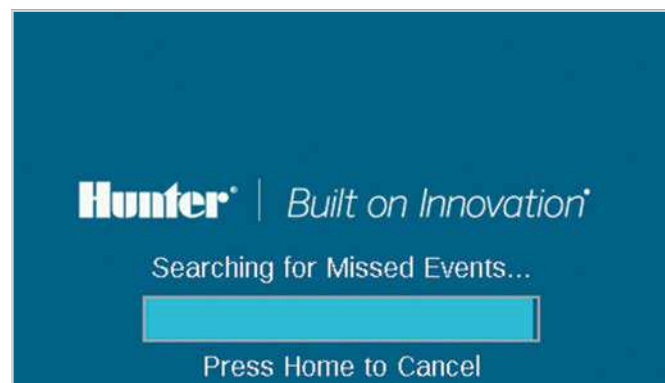 Hunter® | Built on Innovation®
Searching for Missed Events...
Press Home to Cancel